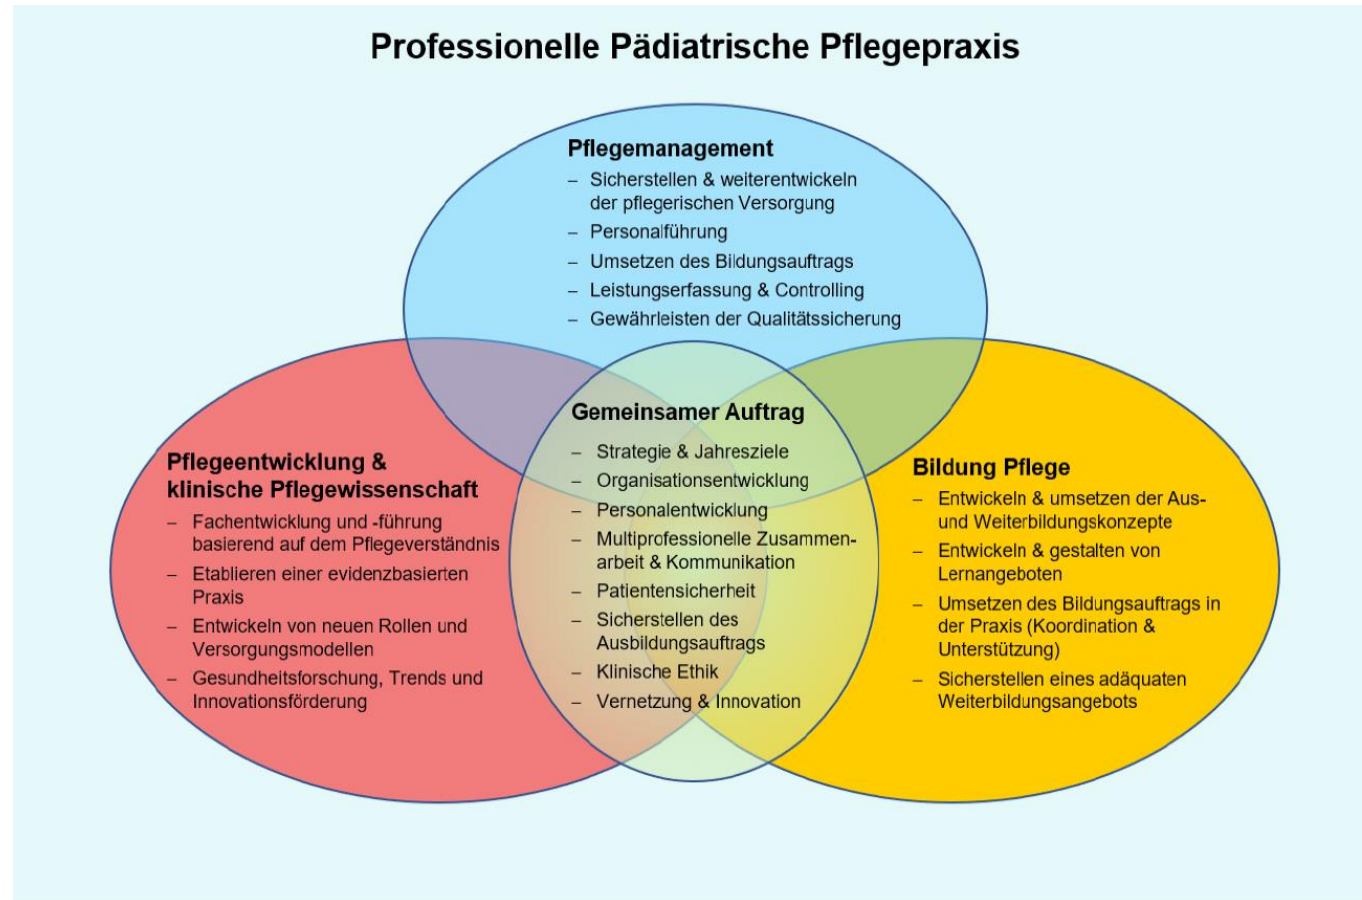 Professionelle Pädiatrische Pflegepraxis
Pflegemanagement
– Sicherstellen & weiterentwickeln
der pflegerischen Versorgung
– Personalführung
– Umsetzen des Bildungsauftrags
– Leistungserfassung & Controlling
– Gewährleisten der Qualitätssicherung
Pflegeentwicklung &
klinische Pflegewissenschaft
– Fachentwicklung und -führung
basierend auf dem Pflegeverständnis
– Etablieren einer evidenzbasierten
Praxis
– Entwickeln von neuen Rollen und
Versorgungsmodellen
– Gesundheitsforschung, Trends und
Innovationsförderung
Gemeinsamer Auftrag
– Strategie & Jahresziele
– Organisationsentwicklung
– Personalentwicklung
– Multiprofessionelle Zusammen-
arbeit & Kommunikation
– Patientensicherheit
– Sicherstellen des
Ausbildungsauftrags
– Klinische Ethik
– Vernetzung & Innovation
Bildung Pflege
– Entwickeln & umsetzen der Aus-
und Weiterbildungskonzepte
– Entwickeln & gestalten von
Lernangeboten
– Umsetzen des Bildungsauftrags in
der Praxis (Koordination &
Unterstützung)
– Sicherstellen eines adäquaten
Weiterbildungsangebots